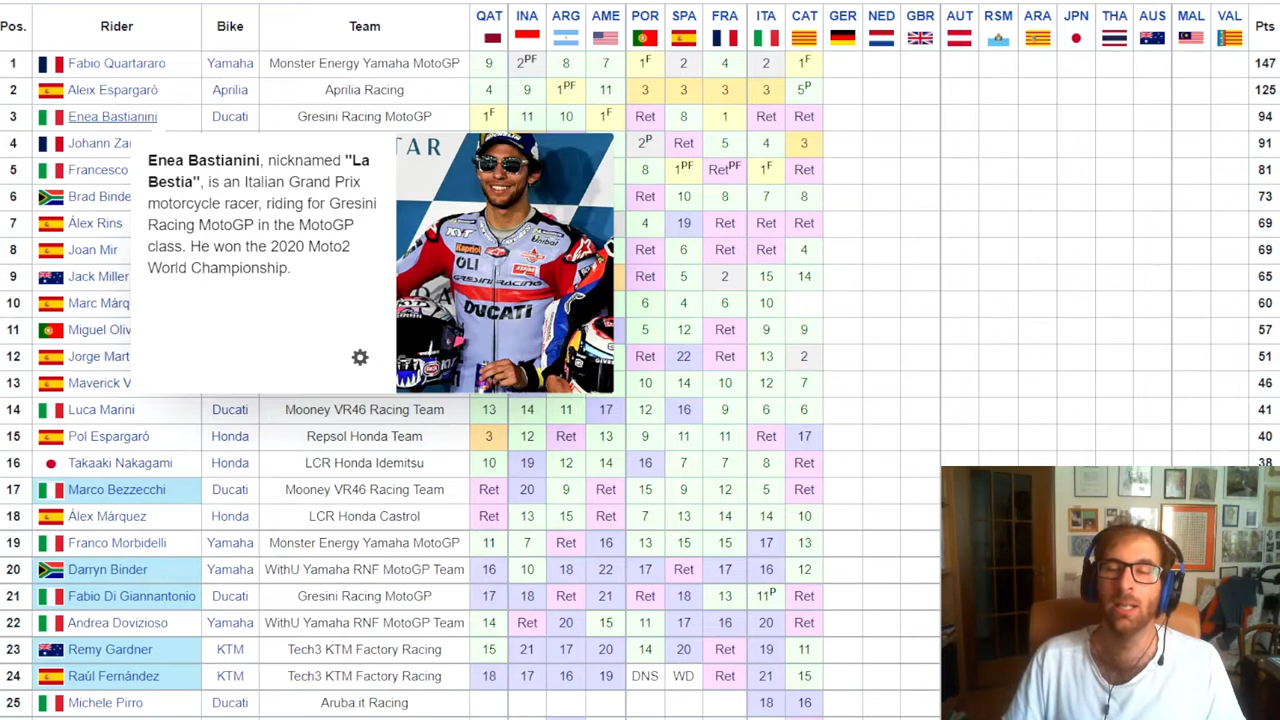 Pos. Rider Bike Team QAT INA ARG AME POR SPA FRA ITA CAT GER NED GBR AUT RSM ARA JPN THA AUS MAL VAL Pts
1 Fabio Quartararo Yamaha Monster Energy Yamaha MotoGP 9 2PF 8 7 1F 2 4 2 1F 147
2 Aleix Espargaró Aprilia Aprilia Racing 4 9 1PF 11 3 3 3 3 5P 125
3 Enea Bastianini Ducati Gresini Racing MotoGP 1F 11 10 1F Ret 8 1 Ret Ret 94
4 Johann Zar 2P Ret 5 4 3 91
5 Francesco 8 1PF RetPF 1F Ret 81
6 Brad Binde Ret 10 8 7 8 73
7 Álex Rins 4 19 Ret Ret Ret 69
8 Joan Mir Ret 6 Ret Ret 4 69
9 Jack Miller Ret 5 2 15 14 65
10 Marc Márq 6 4 6 10 60
11 Miguel Oliv 5 12 Ret 9 9 57
12 Jorge Mart Ret 22 Ret 13 2 51
13 Maverick V 10 14 10 12 7 46
Enea Bastianini, nicknamed "La
Bestia", is an Italian Grand Prix
motorcycle racer, riding for Gresini
Racing MotoGP in the MotoGP
class. He won the 2020 Moto2
World Championship.
TAR
KYT
Kapriol
OLI
Unibat
GRESINI RACING
DUCATI
14 Luca Marini Ducati Mooney VR46 Racing Team 13 14 11 17 12 16 9 6 6 41
15 Pol Espargaró Honda Repsol Honda Team 3 12 Ret 13 9 11 11 Ret 17 40
16 Takaaki Nakagami Honda LCR Honda Idemitsu 10 19 12 14 16 7 7 8 Ret 38
17 Marco Bezzecchi Ducati Mooney VR46 Racing Team Ret 20 9 Ret 15 9 12 5 Ret
18 Álex Márquez Honda LCR Honda Castrol Ret 13 15 Ret 7 13 14 14 10
19 Franco Morbidelli Yamaha Monster Energy Yamaha MotoGP 11 7 Ret 16 13 15 15 17 13
20 Darryn Binder Yamaha WithU Yamaha RNF MotoGP Team 16 10 18 22 17 Ret 17 16 12
21 Fabio Di Giannantonio Ducati Gresini Racing MotoGP 17 18 Ret 21 Ret 18 13 11P Ret
22 Andrea Dovizioso Yamaha WithU Yamaha RNF MotoGP Team 14 Ret 20 15 11 17 16 20 Ret
23 Remy Gardner KTM Tech3 KTM Factory Racing 15 21 17 20 14 20 Ret 19 11
24 Raúl Fernández KTM Tech3 KTM Factory Racing 18 17 16 19 DNS WD Ret 21 15
25 Michele Pirro Ducati Aruba.it Racing 18 16